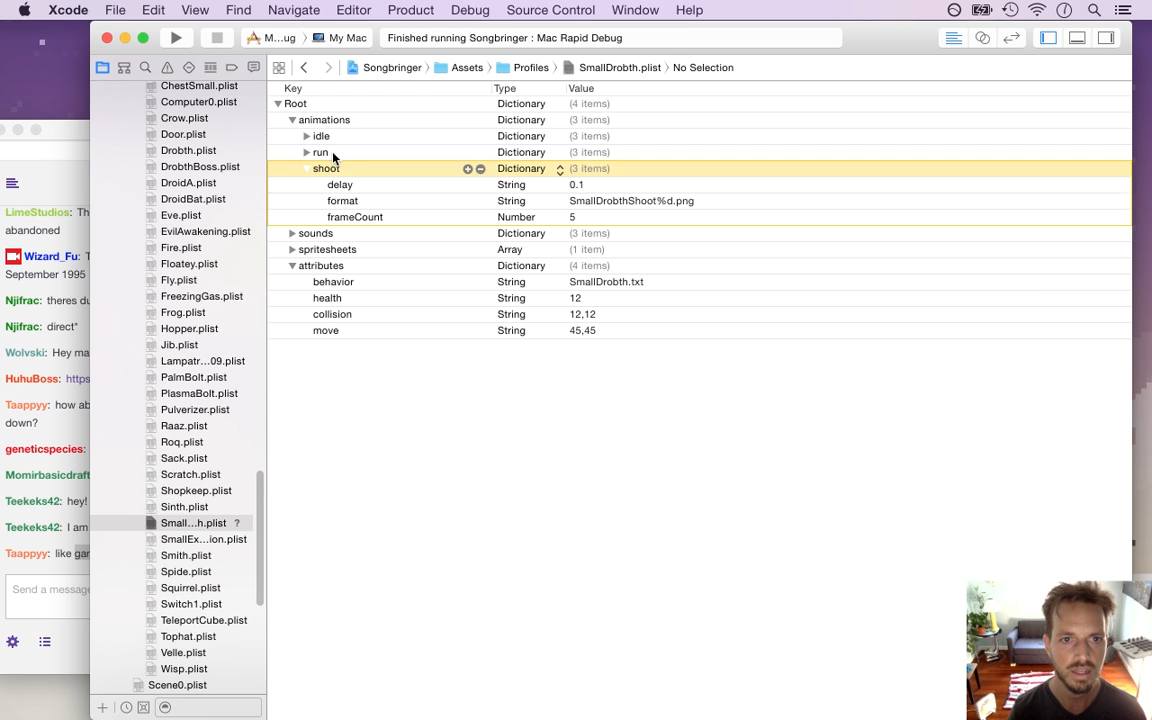 Xcode File Edit View Find Navigate Editor Product Debug Source Control Window Help
M...ug My Mac Finished running Songbringer : Mac Rapid Debug
Songbringer Assets Profiles SmallDrobth.plist No Selection
Key Type Value
Root Dictionary (4 items)
animations Dictionary (3 items)
idle Dictionary (3 items)
run Dictionary (3 items)
shoot Dictionary (3 items)
delay String 0.1
format String SmallDrobthShoot%d.png
frameCount Number 5
sounds Dictionary (3 items)
spritesheets Array (1 item)
attributes Dictionary (4 items)
behavior String SmallDrobth.txt
health String 12
collision String 12,12
move String 45,45
ChestSmall.plist
Computer0.plist
Crow.plist
Door.plist
Drobth.plist
DrobthBoss.plist
DroidA.plist
DroidBat.plist
Eve.plist
EvilAwakening.plist
Fire.plist
Floatey.plist
Fly.plist
FreezingGas.plist
Frog.plist
Hopper.plist
Jib.plist
Lampatr...09.plist
PalmBolt.plist
PlasmaBolt.plist
Pulverizer.plist
Raaz.plist
Roq.plist
Sack.plist
Scratch.plist
Shopkeep.plist
Sinth.plist
Small...h.plist ?
SmallEx...ion.plist
Smith.plist
Spide.plist
Squirrel.plist
Switch1.plist
TeleportCube.plist
Tophat.plist
Velle.plist
Wisp.plist
Scene0.plist
LimeStudios: Th
abandoned
Wizard_Fu: T
September 1995
Njifrac: theres du
Njifrac: direct*
Wolvski: Hey ma
HuhuBoss: https
Taappyy: how ab
down?
geneticspecies:
Momirbasicdraft
Teekeks42: hey!
Teekeks42: I am
Taappyy: like gar
Send a message